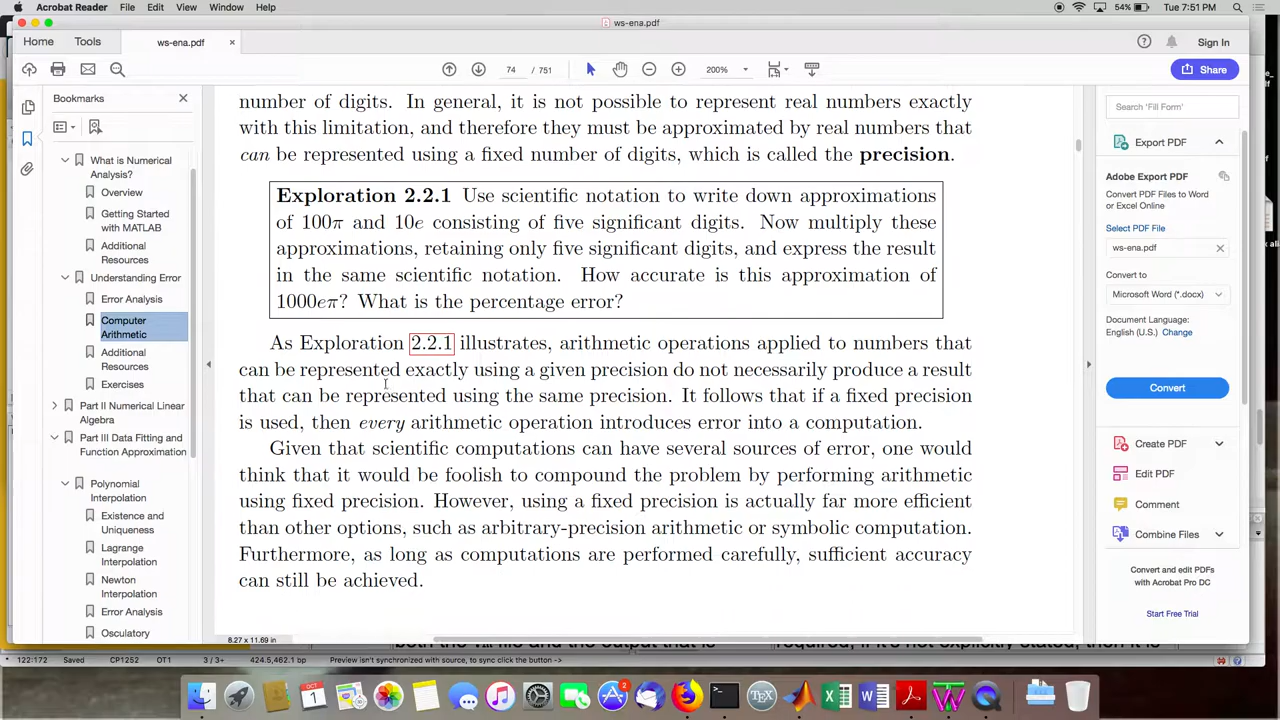 Acrobat Reader File Edit View Window Help 54% Tue 7:51 PM
ws-ena.pdf
Home Tools ws-ena.pdf × Sign In
74 / 751 200% Share
Bookmarks
What is Numerical
Analysis?
Overview
Getting Started
with MATLAB
Additional
Resources
Understanding Error
Error Analysis
Computer
Arithmetic
Additional
Resources
Exercises
Part II Numerical Linear
Algebra
Part III Data Fitting and
Function Approximation
Polynomial
Interpolation
Existence and
Uniqueness
Lagrange
Interpolation
Newton
Interpolation
Error Analysis
Osculatory
number of digits. In general, it is not possible to represent real numbers exactly
with this limitation, and therefore they must be approximated by real numbers that
can be represented using a fixed number of digits, which is called the precision.
Exploration 2.2.1 Use scientific notation to write down approximations
of 100π and 10e consisting of five significant digits. Now multiply these
approximations, retaining only five significant digits, and express the result
in the same scientific notation. How accurate is this approximation of
1000eπ? What is the percentage error?
As Exploration 2.2.1 illustrates, arithmetic operations applied to numbers that
can be represented exactly using a given precision do not necessarily produce a result
that can be represented using the same precision. It follows that if a fixed precision
is used, then every arithmetic operation introduces error into a computation.
Given that scientific computations can have several sources of error, one would
think that it would be foolish to compound the problem by performing arithmetic
using fixed precision. However, using a fixed precision is actually far more efficient
than other options, such as arbitrary-precision arithmetic or symbolic computation.
Furthermore, as long as computations are performed carefully, sufficient accuracy
can still be achieved.
8.27 x 11.69 in
Search 'Fill Form'
Export PDF
Adobe Export PDF
Convert PDF Files to Word
or Excel Online
Select PDF File
ws-ena.pdf
Convert to
Microsoft Word (*.docx)
Document Language:
English (U.S.) Change
Convert
Create PDF
Edit PDF
Comment
Combine Files
Convert and edit PDFs
with Acrobat Pro DC
Start Free Trial
122:172 Saved CP1252 OT1 3/ 3+ 424.5,462.1 bp Preview isn't synchronized with source, to sync click the button ->
OCT
1
2
TEX